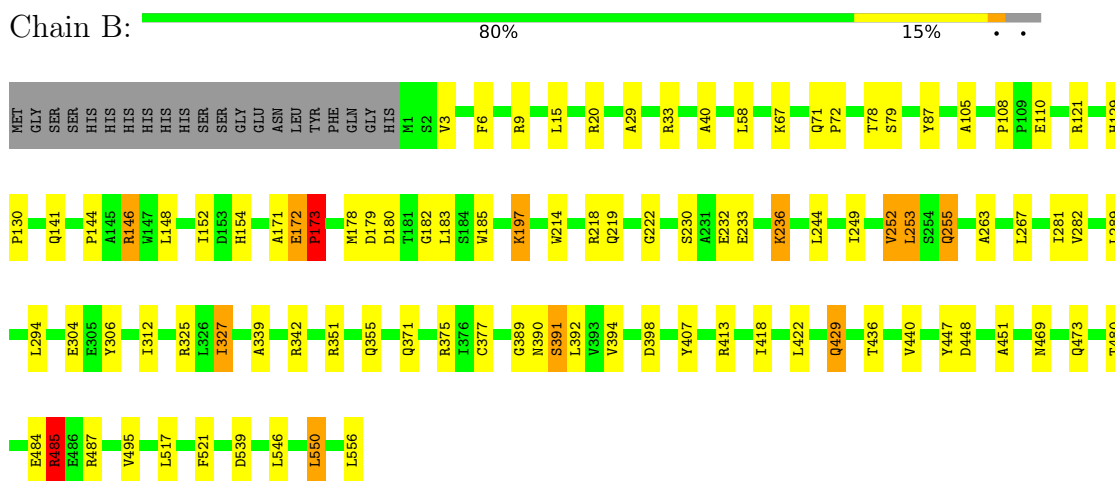 Chain B:
80% 15% • •
MET GLY SER SER HIS HIS HIS HIS HIS HIS SER SER GLY GLU ASN LEU TYR PHE GLN GLY HIS M1 S2 V3 F6 R9 L15 R20 A29 R33 A40 L58 K67 Q71 P72 T78 S79 Y87 A105 P108 P109 E110 R121 H129
P130 Q141 P144 A145 R146 W147 L148 I152 D153 H154 A171 E172 P173 M178 D179 D180 T181 G182 L183 S184 W185 K197 W214 R218 Q219 G222 S230 A231 E232 E233 K236 L244 I249 V252 L253 S254 Q255 A263 L267 I281 V282
L294 E304 E305 Y306 I312 R325 L326 I327 A339 R342 R351 Q355 Q371 R375 I376 C377 G389 N390 S391 L392 V393 V394 D398 Y407 R413 I418 L422 Q429 T436 V440 Y447 D448 A451 N469 Q473 T480
E484 R485 E486 R487 V495 L517 F521 D539 L546 L550 L556